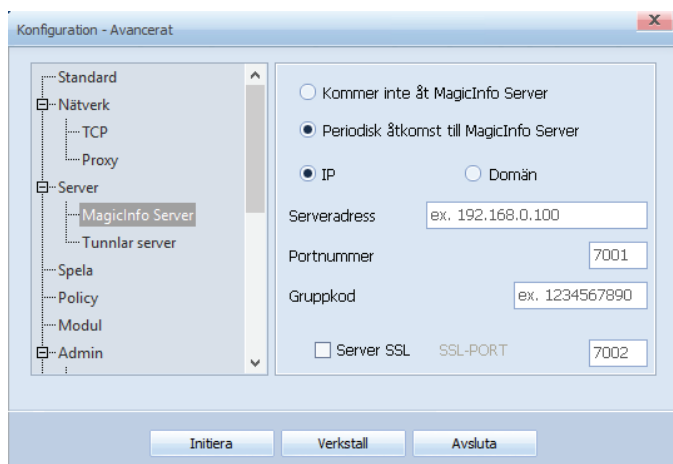 Konfiguration - Avancerat
Standard
Nätverk
TCP
Proxy
Server
MagicInfo Server
Tunnlar server
Spela
Policy
Modul
Admin
Kommer inte åt MagicInfo Server
Periodisk åtkomst till MagicInfo Server
IP Domän
Serveradress ex. 192.168.0.100
Portnummer 7001
Gruppkod ex. 1234567890
Server SSL SSL-PORT 7002
Initiera Verkställ Avsluta